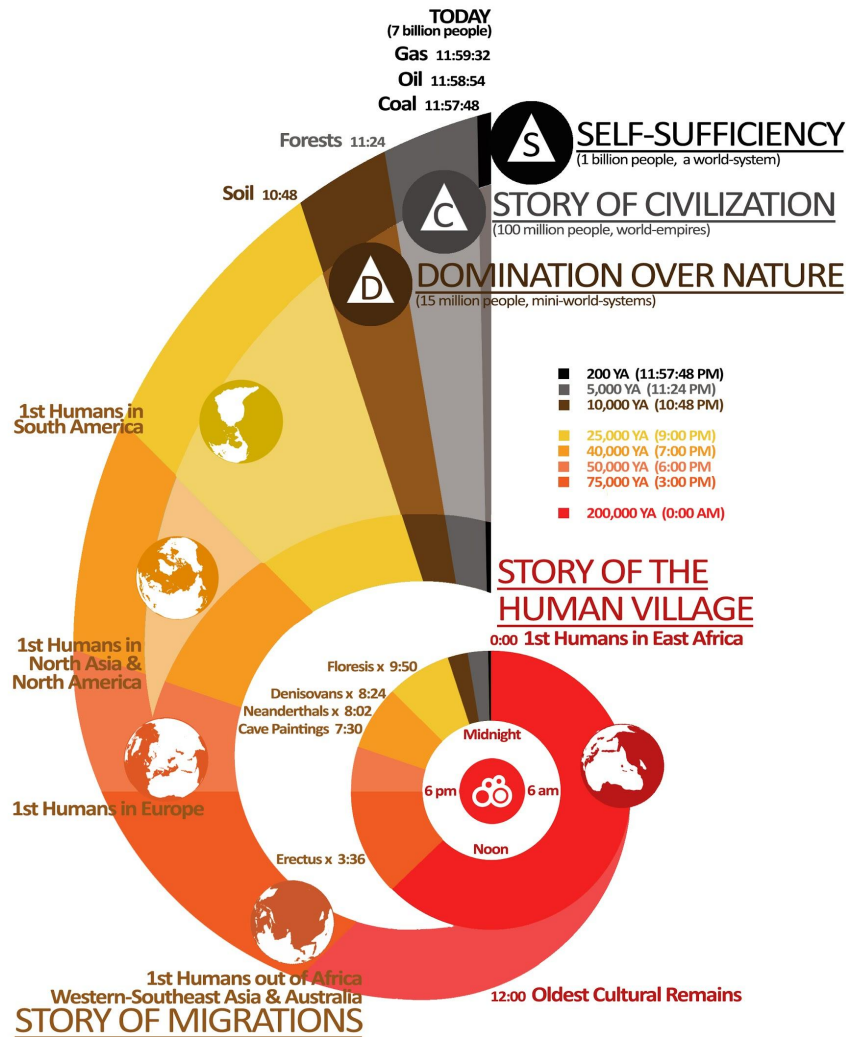 TODAY
(7 billion people)
Gas 11:59:32
Oil 11:58:54
Coal 11:57:48
Forests 11:24
Soil 10:48
S
SELF-SUFFICIENCY
(1 billion people, a world-system)
C
STORY OF CIVILIZATION
(100 million people, world-empires)
D
DOMINATION OVER NATURE
(15 million people, mini-world-systems)
200 YA (11:57:48 PM)
5,000 YA (11:24 PM)
10,000 YA (10:48 PM)
25,000 YA (9:00 PM)
40,000 YA (7:00 PM)
50,000 YA (6:00 PM
75,000 YA (3:00 PM)
200,000 YA (0:00 AM)
1st Humans in
South America
1st Humans in
North Asia &
North America
1st Humans in Europe
STORY OF THE
HUMAN VILLAGE
0:00 1st Humans in East Africa
Floresis x 9:50
Denisovans x 8:24
Neanderthals x 8:02
Cave Paintings 7:30
Midnight
6 pm
6 am
Noon
Erectus x 3:36
1st Humans out of Africa
Western-Southeast Asia & Australia
STORY OF MIGRATIONS
12:00 Oldest Cultural Remains